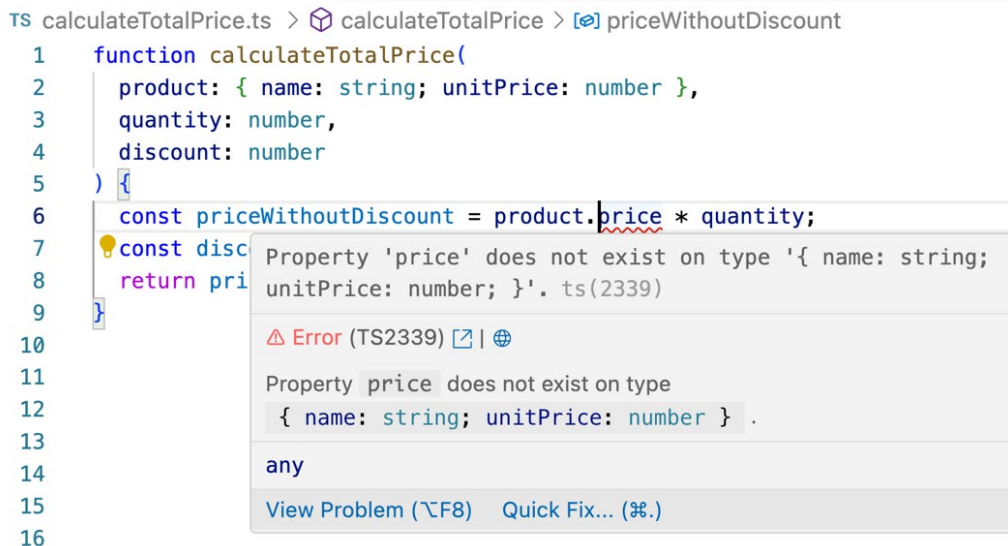 TS calculateTotalPrice.ts > calculateTotalPrice > priceWithoutDiscount
1 function calculateTotalPrice(
2 product: { name: string; unitPrice: number },
3 quantity: number,
4 discount: number
5 ) {
6 const priceWithoutDiscount = product.price * quantity;
7 const disc
8 return pri
9 }
10
11
12
13
14
15
16
Property 'price' does not exist on type '{ name: string;
unitPrice: number; }'. ts(2339)
Error (TS2339) |
Property price does not exist on type
{ name: string; unitPrice: number } .
any
View Problem (⌥F8) Quick Fix... (⌘.)